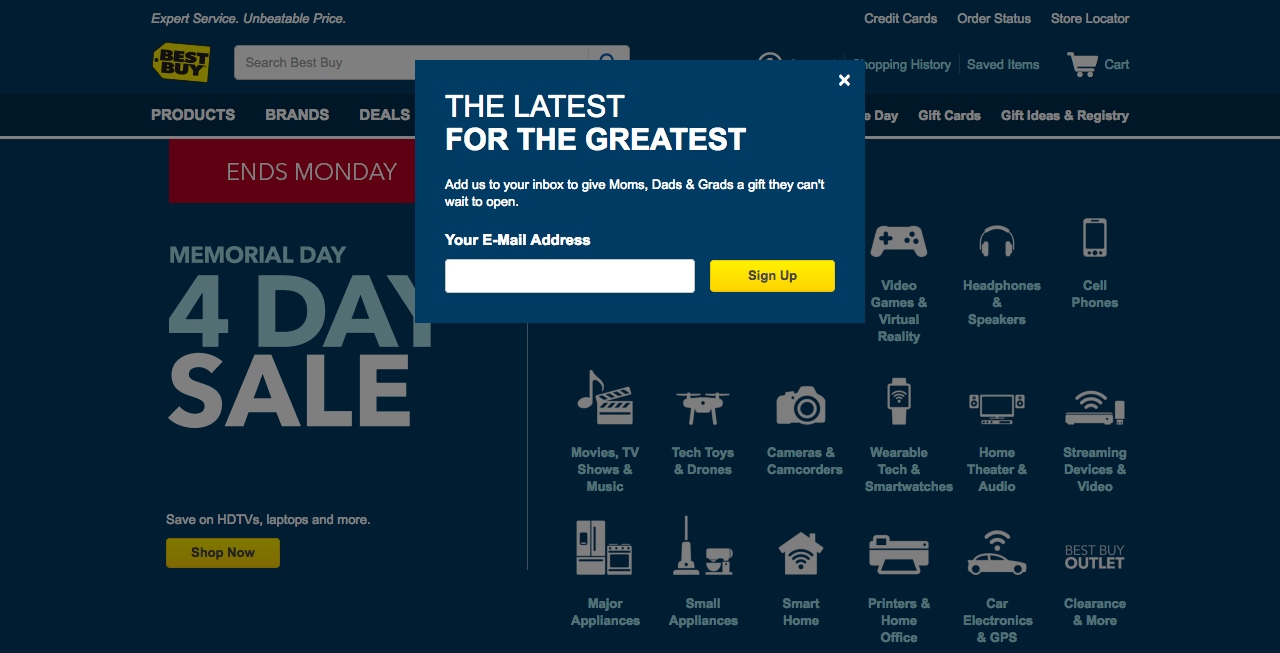 Expert Service. Unbeatable Price.
Credit Cards
Order Status
Store Locator
BEST
BUY
Search Best Buy
Shopping History
Saved Items
Cart
PRODUCTS
BRANDS
DEALS
Day
Gift Cards
Gift Ideas & Registry
×
THE LATEST
FOR THE GREATEST
Add us to your inbox to give Moms, Dads & Grads a gift they can't
wait to open.
Your E-Mail Address
Sign Up
ENDS MONDAY
MEMORIAL DAY
4 DAY
SALE
Save on HDTVs, laptops and more.
Shop Now
Video
Games &
Virtual
Reality
Headphones
&
Speakers
Cell
Phones
Movies, TV
Shows &
Music
Tech Toys
& Drones
Cameras &
Camcorders
Wearable
Tech &
Smartwatches
Home
Theater &
Audio
Streaming
Devices &
Video
Major
Appliances
Small
Appliances
Smart
Home
Printers &
Home
Office
Car
Electronics
& GPS
BEST BUY
OUTLET
Clearance
& More